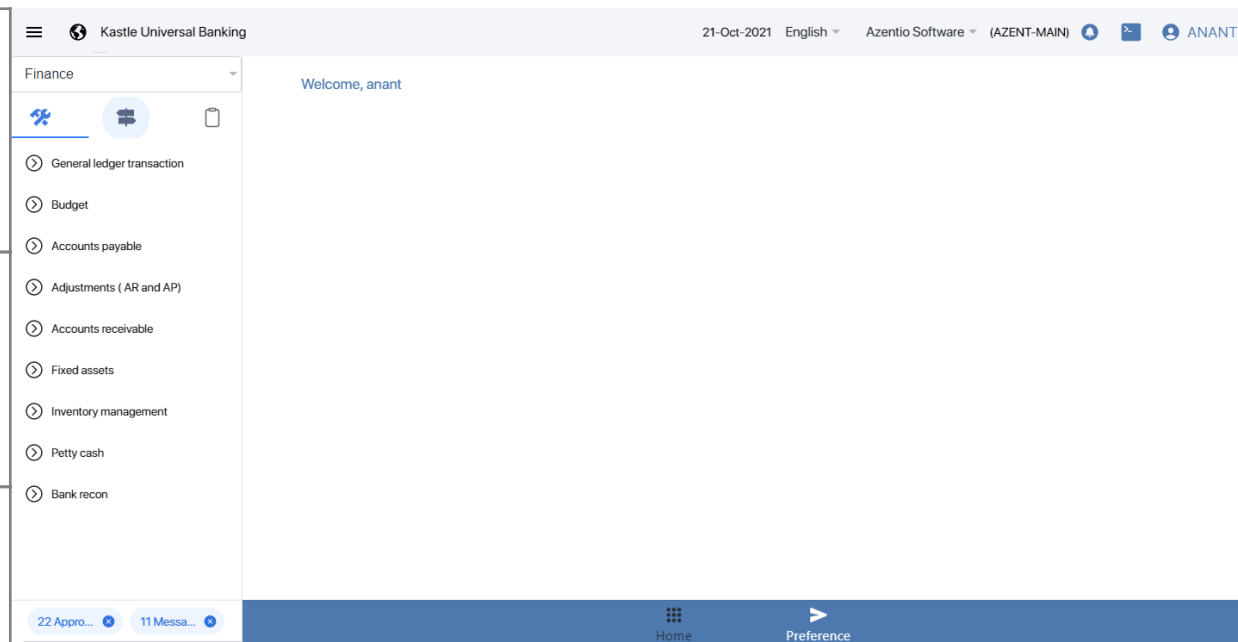 Kastle Universal Banking 21-Oct-2021 English Azentio Software (AZENT-MAIN) ANANT
Finance
Welcome, anant
General ledger transaction
Budget
Accounts payable
Adjustments ( AR and AP)
Accounts receivable
Fixed assets
Inventory management
Petty cash
Bank recon
22 Appro... 11 Messa...
Home Preference